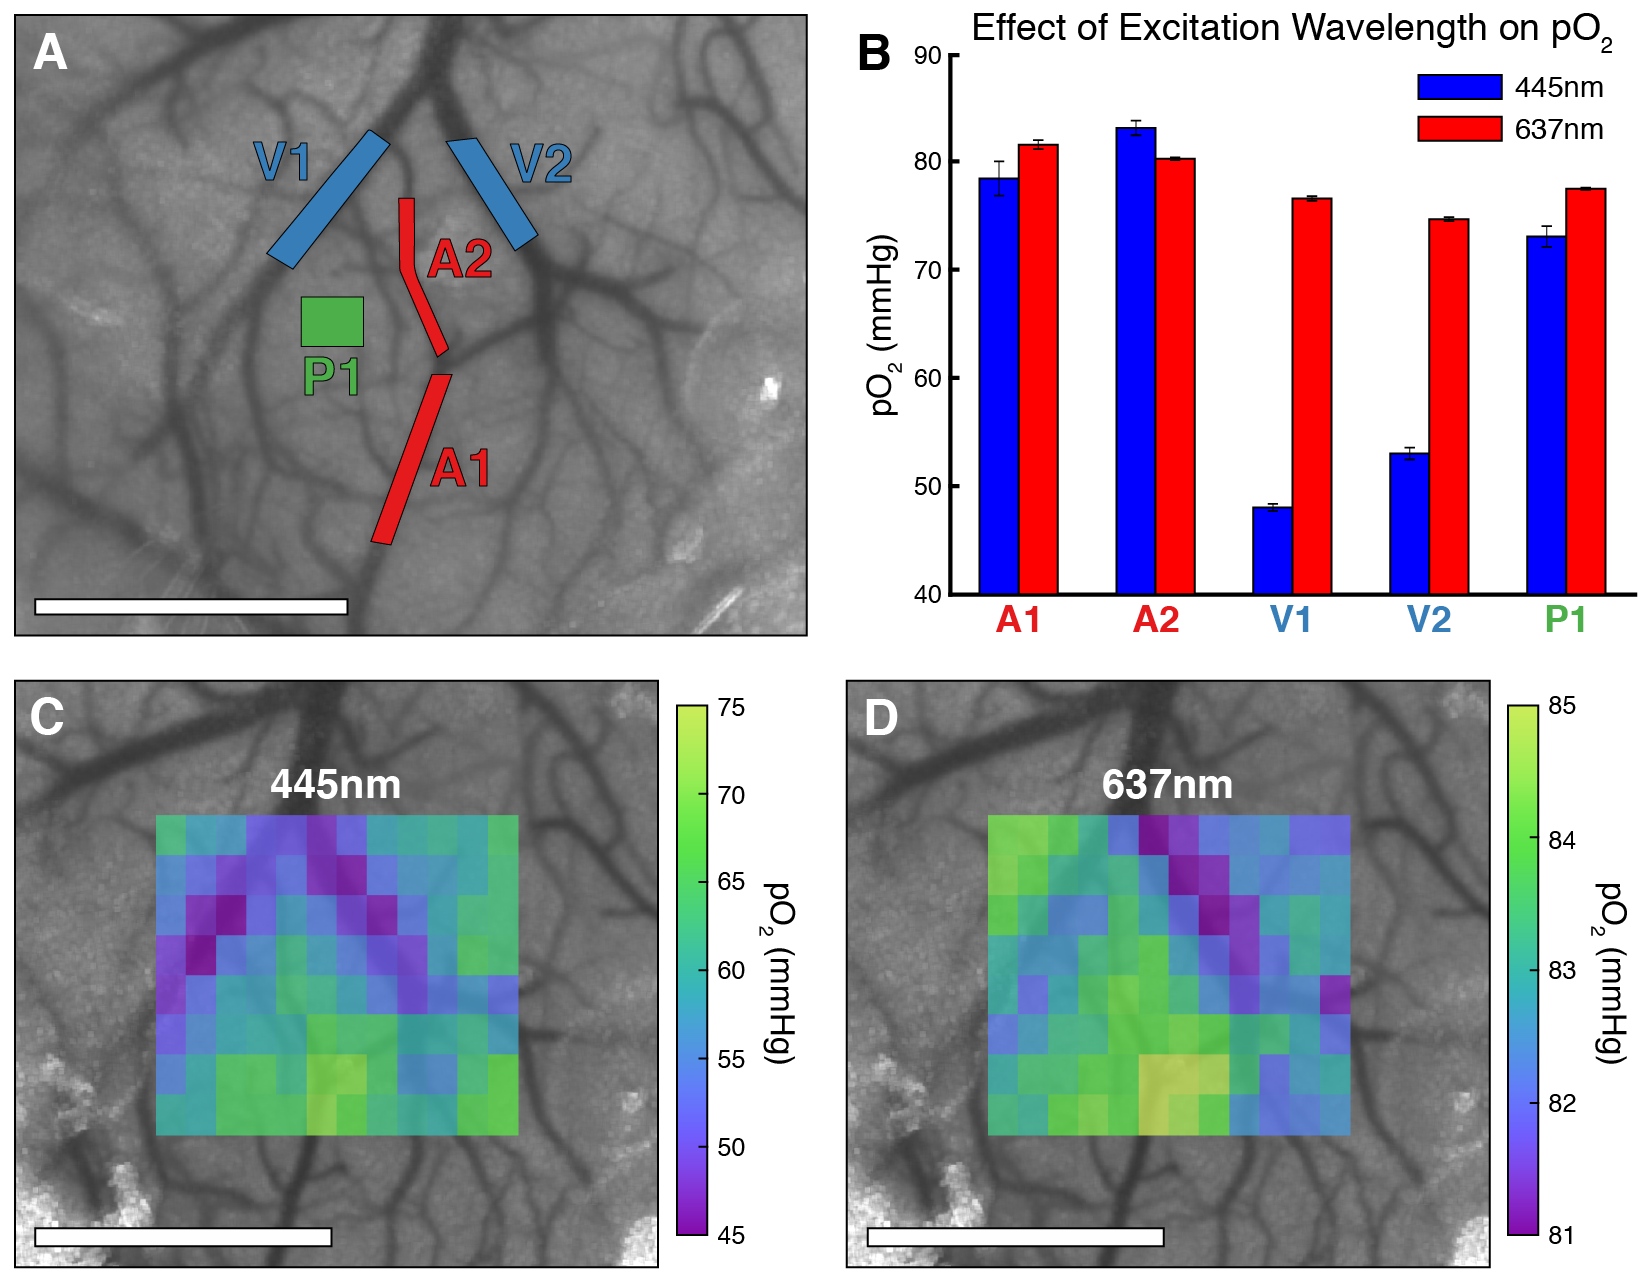 A
V1
V2
A2
P1
A1
B
Effect of Excitation Wavelength on pO2
445nm
637nm
pO2 (mmHg)
90
80
70
60
50
40
A1
A2
V1
V2
P1
C
445nm
75
70
65
60
55
50
45
pO2 (mmHg)
D
637nm
85
84
83
82
81
pO2 (mmHg)